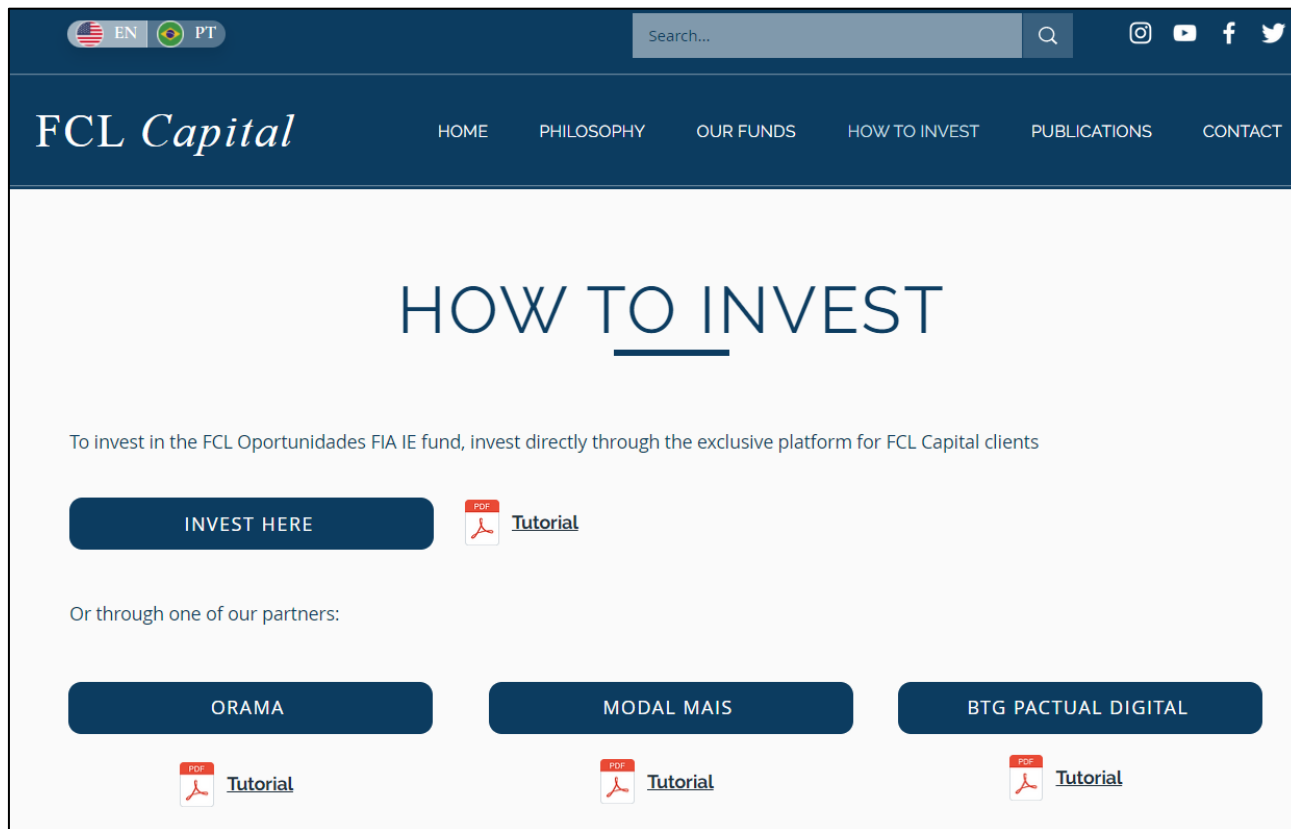 EN PT Search...
FCL Capital HOME PHILOSOPHY OUR FUNDS HOW TO INVEST PUBLICATIONS CONTACT
HOW TO INVEST
To invest in the FCL Oportunidades FIA IE fund, invest directly through the exclusive platform for FCL Capital clients
INVEST HERE PDF Tutorial
Or through one of our partners:
ORAMA MODAL MAIS BTG PACTUAL DIGITAL
PDF Tutorial PDF Tutorial PDF Tutorial